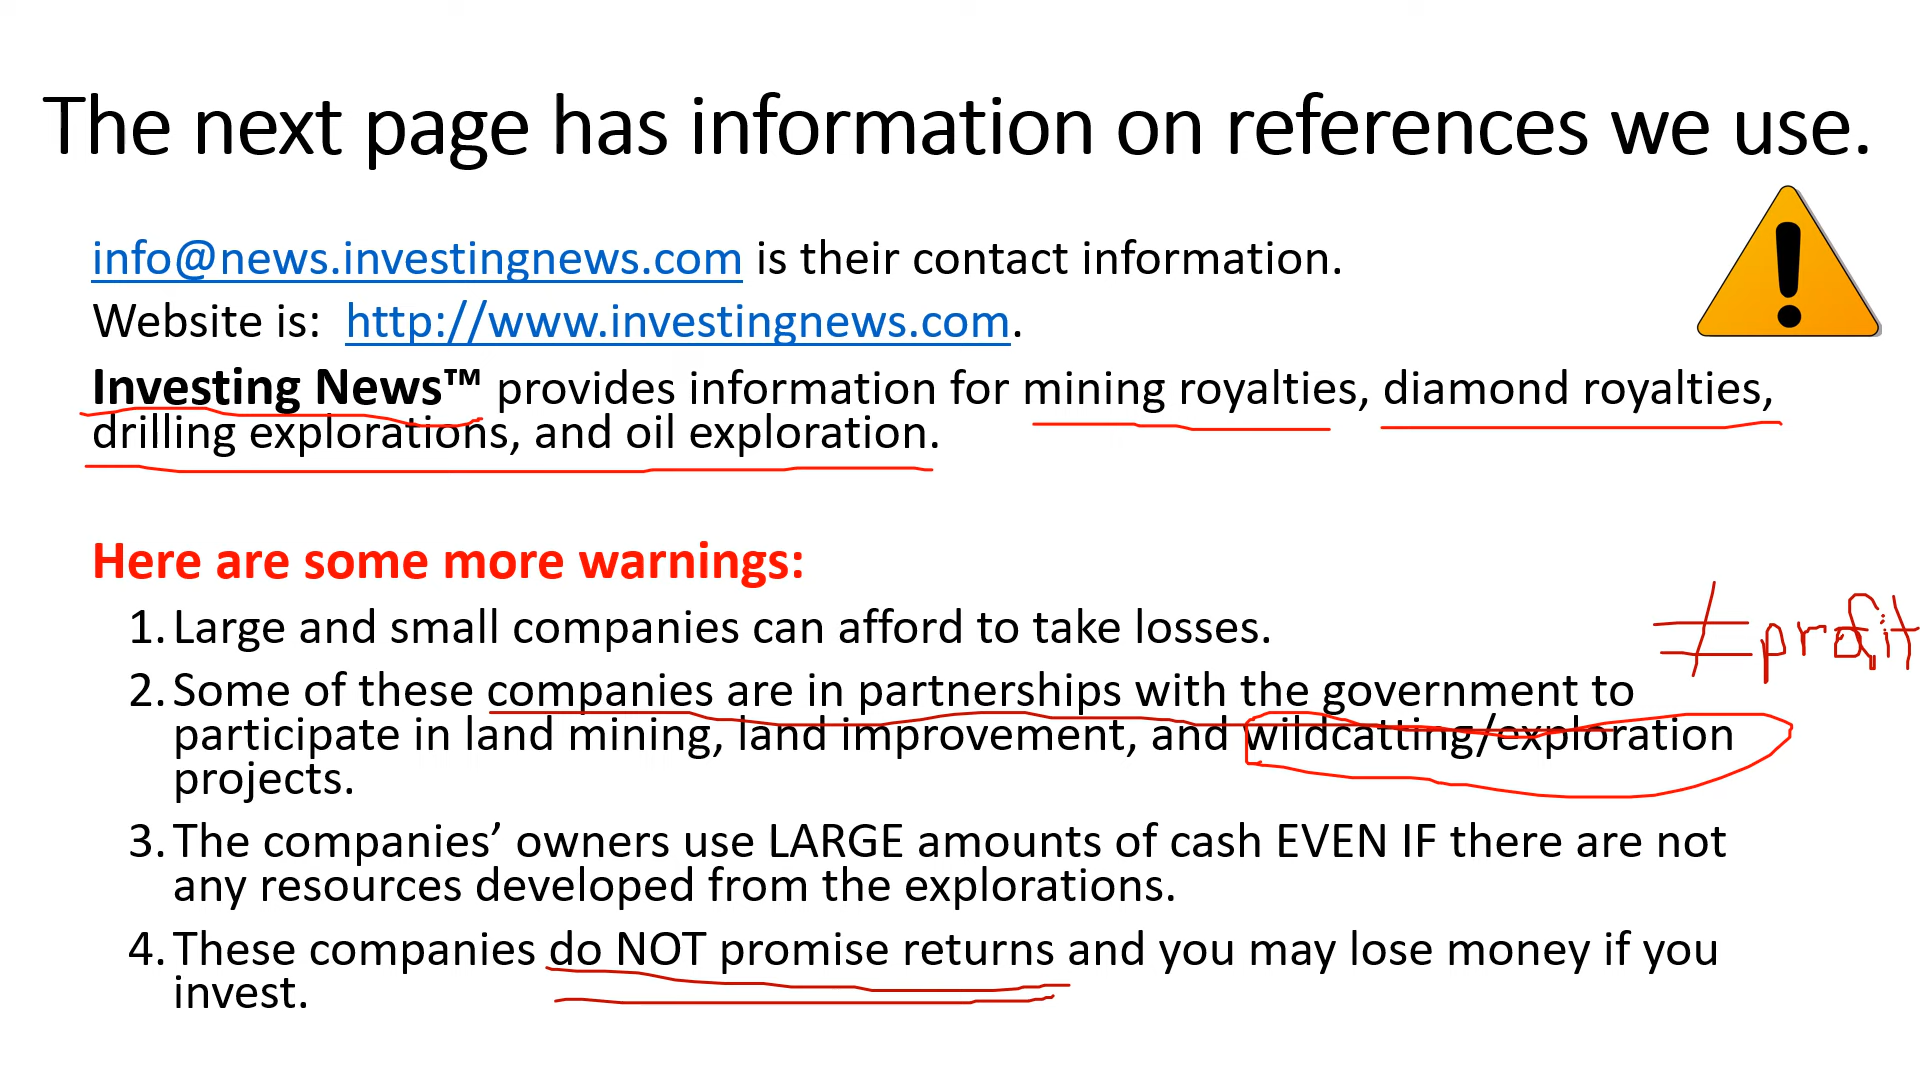 The next page has information on references we use.
info@news.investingnews.com is their contact information.
Website is: http://www.investingnews.com.
Investing News™ provides information for mining royalties, diamond royalties,
drilling explorations, and oil exploration.
Here are some more warnings:
1. Large and small companies can afford to take losses.
≠ profit
2. Some of these companies are in partnerships with the government to
participate in land mining, land improvement, and wildcatting/exploration
projects.
3. The companies’ owners use LARGE amounts of cash EVEN IF there are not
any resources developed from the explorations.
4. These companies do NOT promise returns and you may lose money if you
invest.